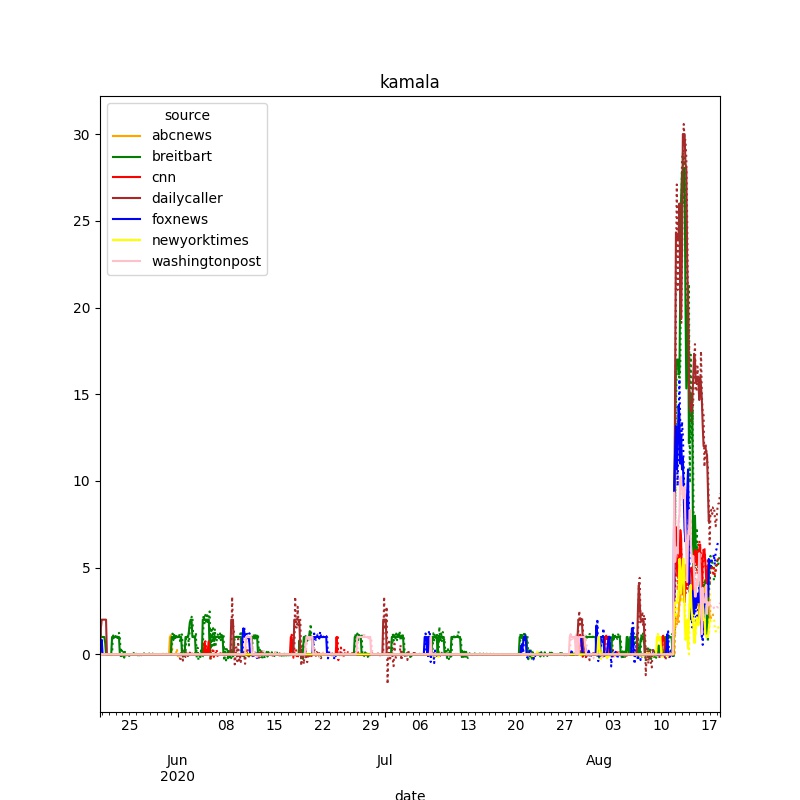 kamala
source
abcnews
breitbart
cnn
dailycaller
foxnews
newyorktimes
washingtonpost
30
25
20
15
10
5
0
25 08 15 22 29 06 13 20 27 03 10 17
Jun Jul Aug
2020
date